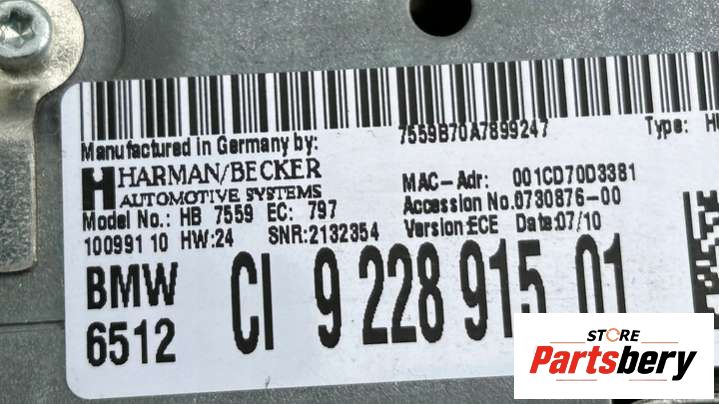 Manufactured in Germany by:
7559B70A7899247
Type:
HARMAN/BECKER
AUTOMOTIVE SYSTEMS
MAC-Adr: 001CD70D3381
Accession No.0730876-00
Model No.: HB 7559 EC: 797
Version:ECE Date:07/10
10099110 HW:24 SNR:2132354
BMW
6512
CI 9 228 915 01
STORE
Partsbery